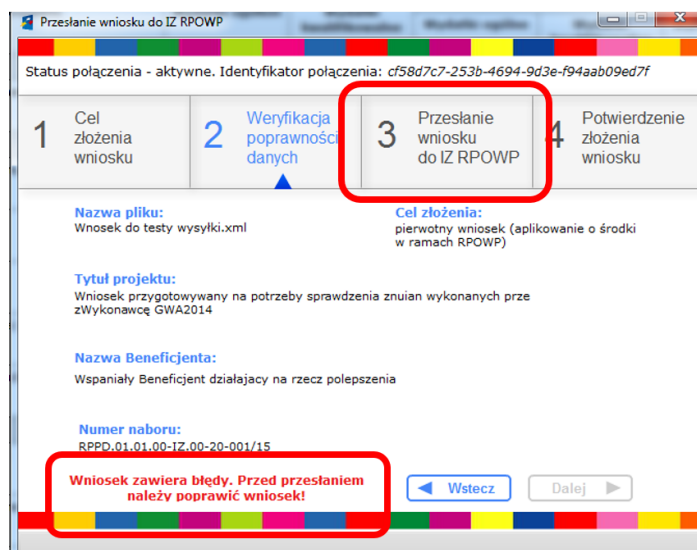 Przesłanie wniosku do IZ RPOWP
Status połączenia - aktywne. Identyfikator połączenia: cf58d7c7-253b-4694-9d3e-f94aab09ed7f
1 Cel
złożenia
wniosku
2 Weryfikacja
poprawności
danych
3 Przesłanie
wniosku
do IZ RPOWP
4 Potwierdzenie
złożenia
wniosku
Nazwa pliku:
Wnosek do testy wysyłki.xml
Cel złożenia:
pierwotny wniosek (aplikowanie o środki
w ramach RPOWP)
Tytuł projektu:
Wniosek przygotowywany na potrzeby sprawdzenia znuian wykonanych prze
zWykonawcę GWA2014
Nazwa Beneficjenta:
Wspaniały Beneficjent działajacy na rzecz polepszenia
Numer naboru:
RPPD.01.01.00-IZ.00-20-001/15
Wniosek zawiera błędy. Przed przesłaniem
należy poprawić wniosek!
Wstecz
Dalej